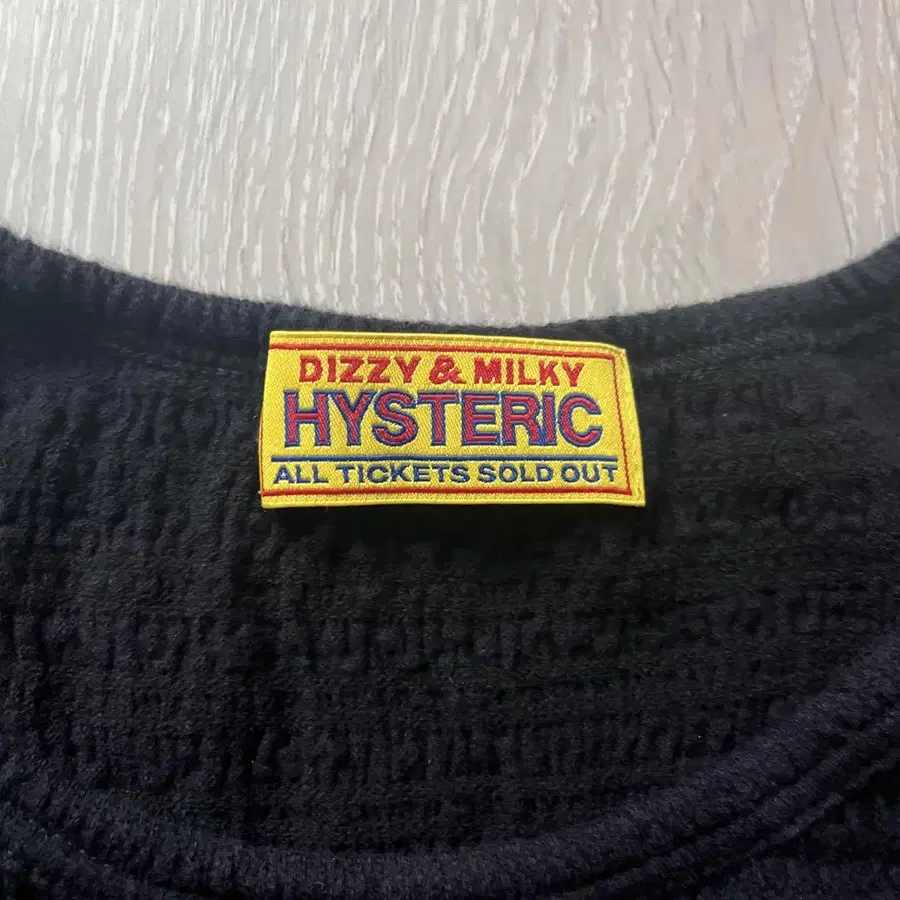 DIZZY & MILKY
HYSTERIC
ALL TICKETS SOLD OUT